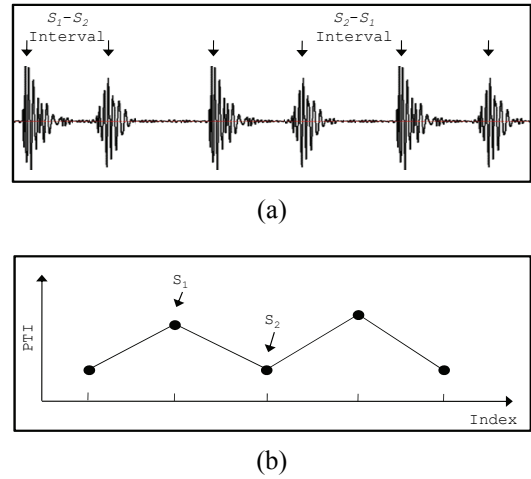 S₁-S₂
Interval
S₂-S₁
Interval
(a)
PTI
S₁
S₂
Index
(b)